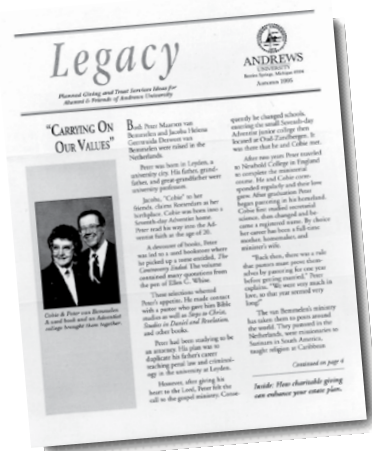 Legacy
Planned Giving and Trust Services Ideas for
Alumni & Friends of Andrews University
ANDREWS
UNIVERSITY
Berrien Springs, Michigan 49104
AUTUMN 1995
"CARRYING ON
OUR VALUES"
Both Peter Maarten van
Bemmelen and Jacoba Helena
Gertruida
Bemmelen were raised in the
Netherlands.
Peter was born in Leyden, a
university city. His father, grand-
father, and great-grandfather were
university professors.
Jacoba, "Cobie" to her
friends, claims Rotterdam as her
birthplace. Cobie was born into a
Seventh-day Adventist home.
Peter read his way into the Ad-
ventist faith at the age of 20.
A devourer of books, Peter
was led to a used bookstore where
he picked up a tome entitled, The
Community Ended. The volume
contained many quotations from
the pen of Ellen G. White.
Those selections whetted
Peter's appetite. He made contact
with a pastor who gave him Bible
studies as well as Steps to Christ,
Studies in Daniel and Revelation,
and other books.
Peter had been studying to be
an attorney. His plan was to
duplicate his father's career
teaching penal law and criminol-
ogy in the university at Leyden.
However, after giving his
heart to the Lord, Peter felt the
call to the gospel ministry. Conse-
Cobie & Peter van Bemmelen
A used book and an Adventist
college brought them together.
quently he changed schools,
entering the small Seventh-day
Adventist junior college then
located at Oud-Zandbergen. It
was there that he and Cobie met.
After two years Peter traveled
to Newbold College in England
to complete the ministerial
course. He and Cobie corre-
sponded regularly and their love
grew. After graduation Peter
began pastoring in his homeland.
Cobie first studied secretarial
science, then changed and be
came a registered nurse. By choice
her career has been a full-time
mother, homemaker, and
minister's wife.
"Back then, there was a rule
that pastors must prove them-
selves by pastoring for one year
before getting married," Peter
explains. "We were very much in
love, so that year seemed very
long!"
The van Bemmelen's ministry
has taken them to posts around
the world. They pastored in the
Netherlands, were missionaries to
Surinam in South America,
taught religion at Caribbean
Continued on page 6
Inside: How charitable giving
can enhance your estate plan.